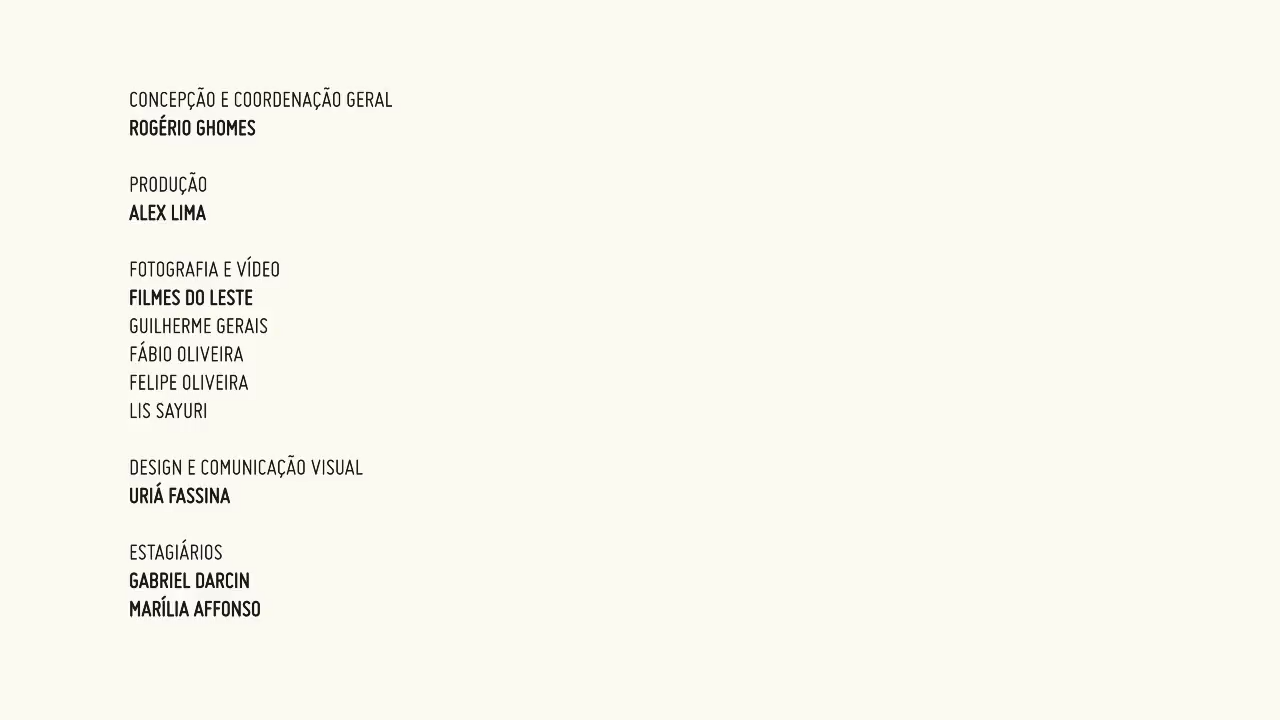 CONCEPÇÃO E COORDENAÇÃO GERAL
ROGÉRIO GHOMES
PRODUÇÃO
ALEX LIMA
FOTOGRAFIA E VÍDEO
FILMES DO LESTE
GUILHERME GERAIS
FÁBIO OLIVEIRA
FELIPE OLIVEIRA
LIS SAYURI
DESIGN E COMUNICAÇÃO VISUAL
URIÁ FASSINA
ESTAGIÁRIOS
GABRIEL DARCIN
MARÍLIA AFFONSO